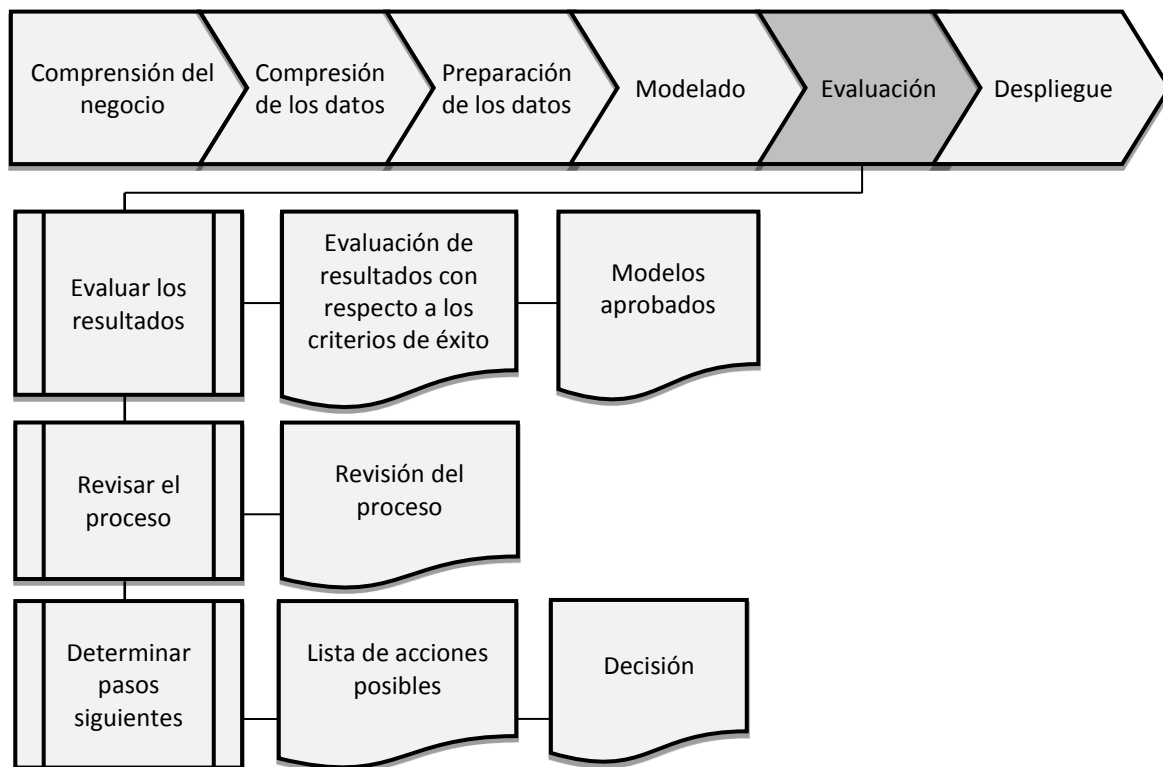 Comprensión del
negocio
Compresión
de los datos
Preparación
de los datos
Modelado
Evaluación
Despliegue
Evaluar los
resultados
Evaluación de
resultados con
respecto a los
criterios de éxito
Modelos
aprobados
Revisar el
proceso
Revisión del
proceso
Determinar
pasos
siguientes
Lista de acciones
posibles
Decisión